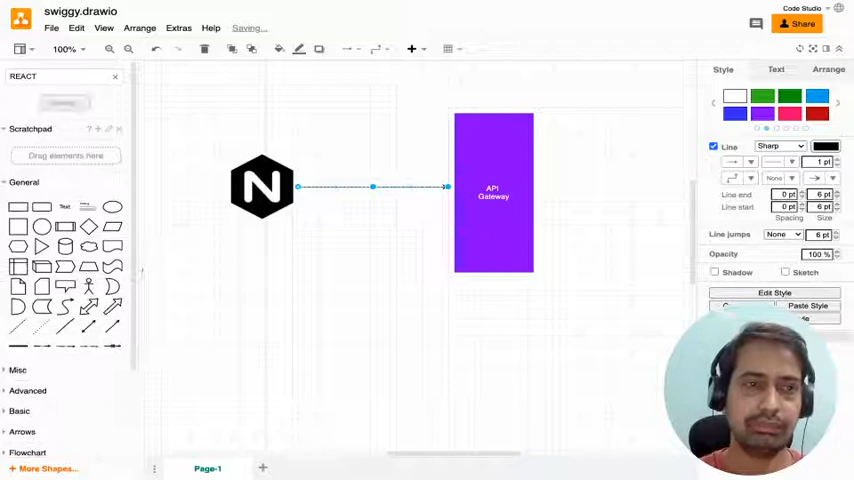 swiggy.drawio
Code Studio
File Edit View Arrange Extras Help Saving...
Share
100%
REACT
Style Text Arrange
Scratchpad
Drag elements here
General
Text
N
API
Gateway
Line Sharp
1 pt
None
Line end 0 pt 6 pt
Line start 0 pt 6 pt
Spacing Size
Line jumps None 6 pt
Opacity 100 %
Shadow Sketch
Edit Style
Paste Style
Misc
Advanced
Basic
Arrows
Flowchart
+ More Shapes...
Page-1